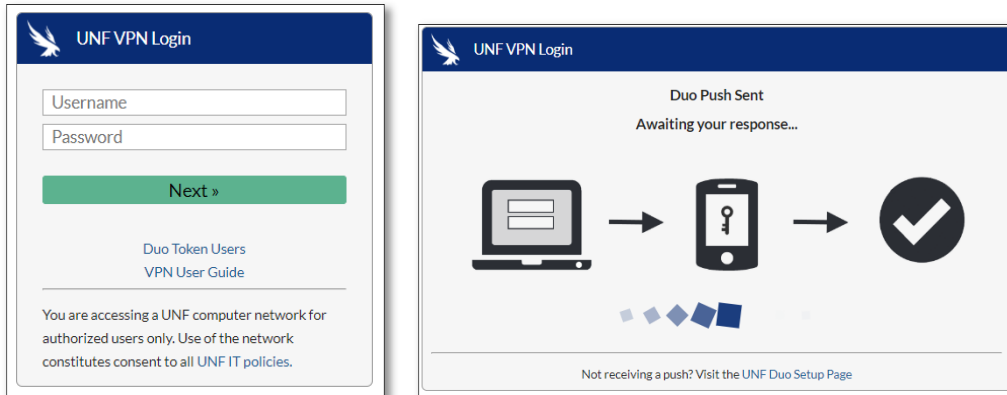 UNF VPN Login
Username
Password
Next »
Duo Token Users
VPN User Guide
You are accessing a UNF computer network for
authorized users only. Use of the network
constitutes consent to all UNF IT policies.
UNF VPN Login
Duo Push Sent
Awaiting your response...
Not receiving a push? Visit the UNF Duo Setup Page